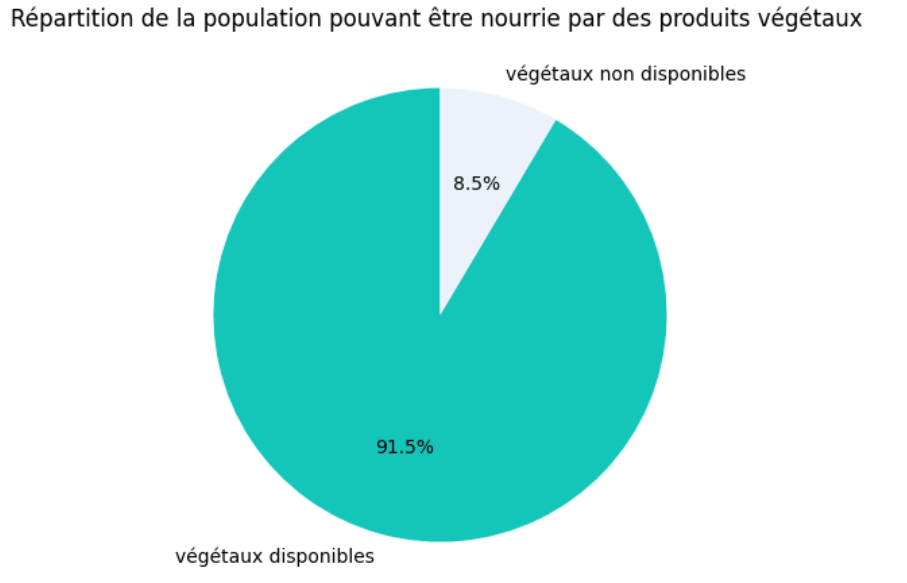 Répartition de la population pouvant être nourrie par des produits végétaux
végétaux non disponibles
8.5%
91.5%
végétaux disponibles